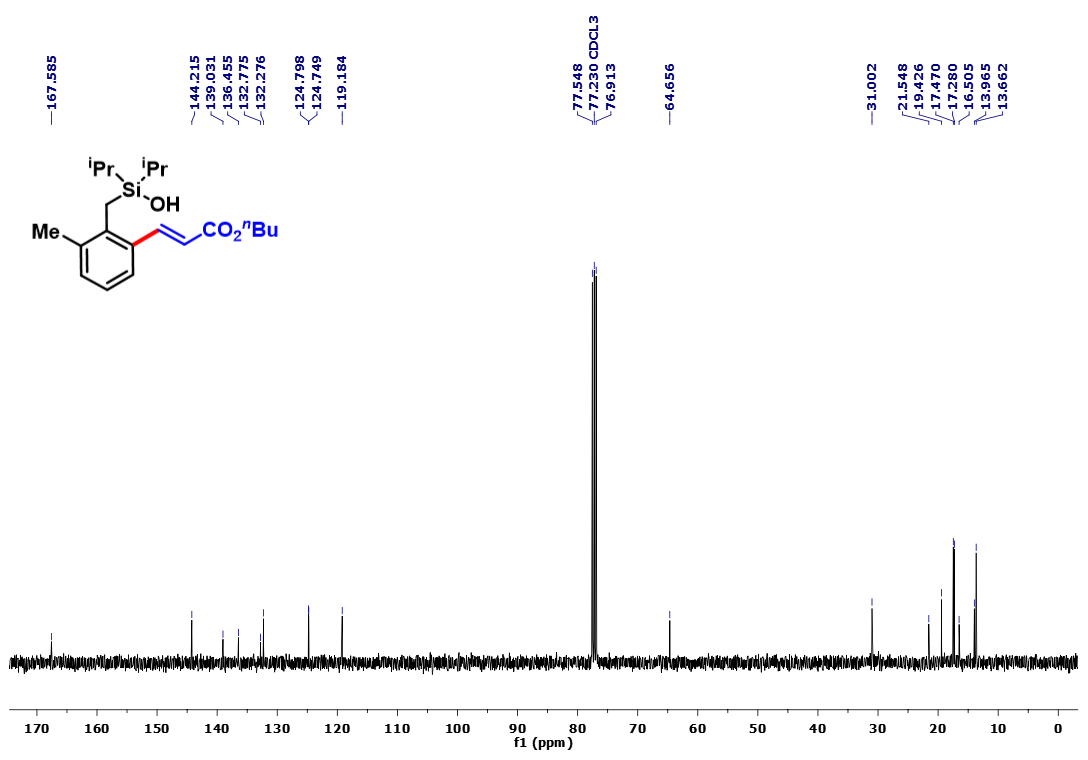 167.585
144.215
139.031
136.455
132.775
132.276
124.798
124.749
119.184
77.548
77.230 CDCL3
76.913
64.656
31.002
21.548
19.426
17.470
17.280
16.505
13.965
13.662
iPr iPr
Si
OH
Me
CO2nBu
170 160 150 140 130 120 110 100 90 80 70 60 50 40 30 20 10 0
f1 (ppm)